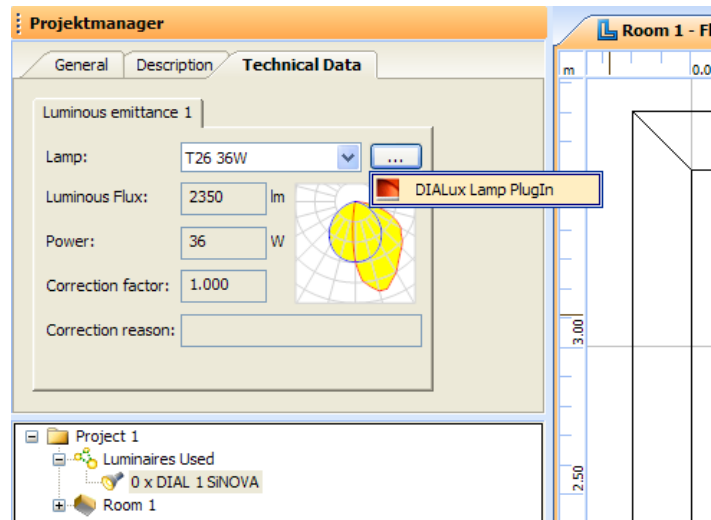 Projektmanager
General Description Technical Data
Luminous emittance 1
Lamp: T26 36W ...
DIALux Lamp PlugIn
Luminous Flux: 2350 lm
Power: 36 W
Correction factor: 1.000
Correction reason:
Project 1
Luminaires Used
0 x DIAL 1 SiNOVA
Room 1
Room 1 - Fl
m 0.0
3.00
2.50